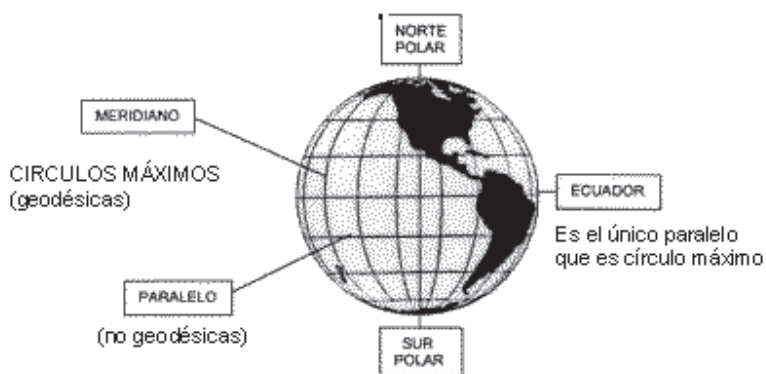 NORTE
POLAR
MERIDIANO
CIRCULOS MÁXIMOS
(geodésicas)
ECUADOR
Es el único paralelo
que es círculo máximo
PARALELO
(no geodésicas)
SUR
POLAR